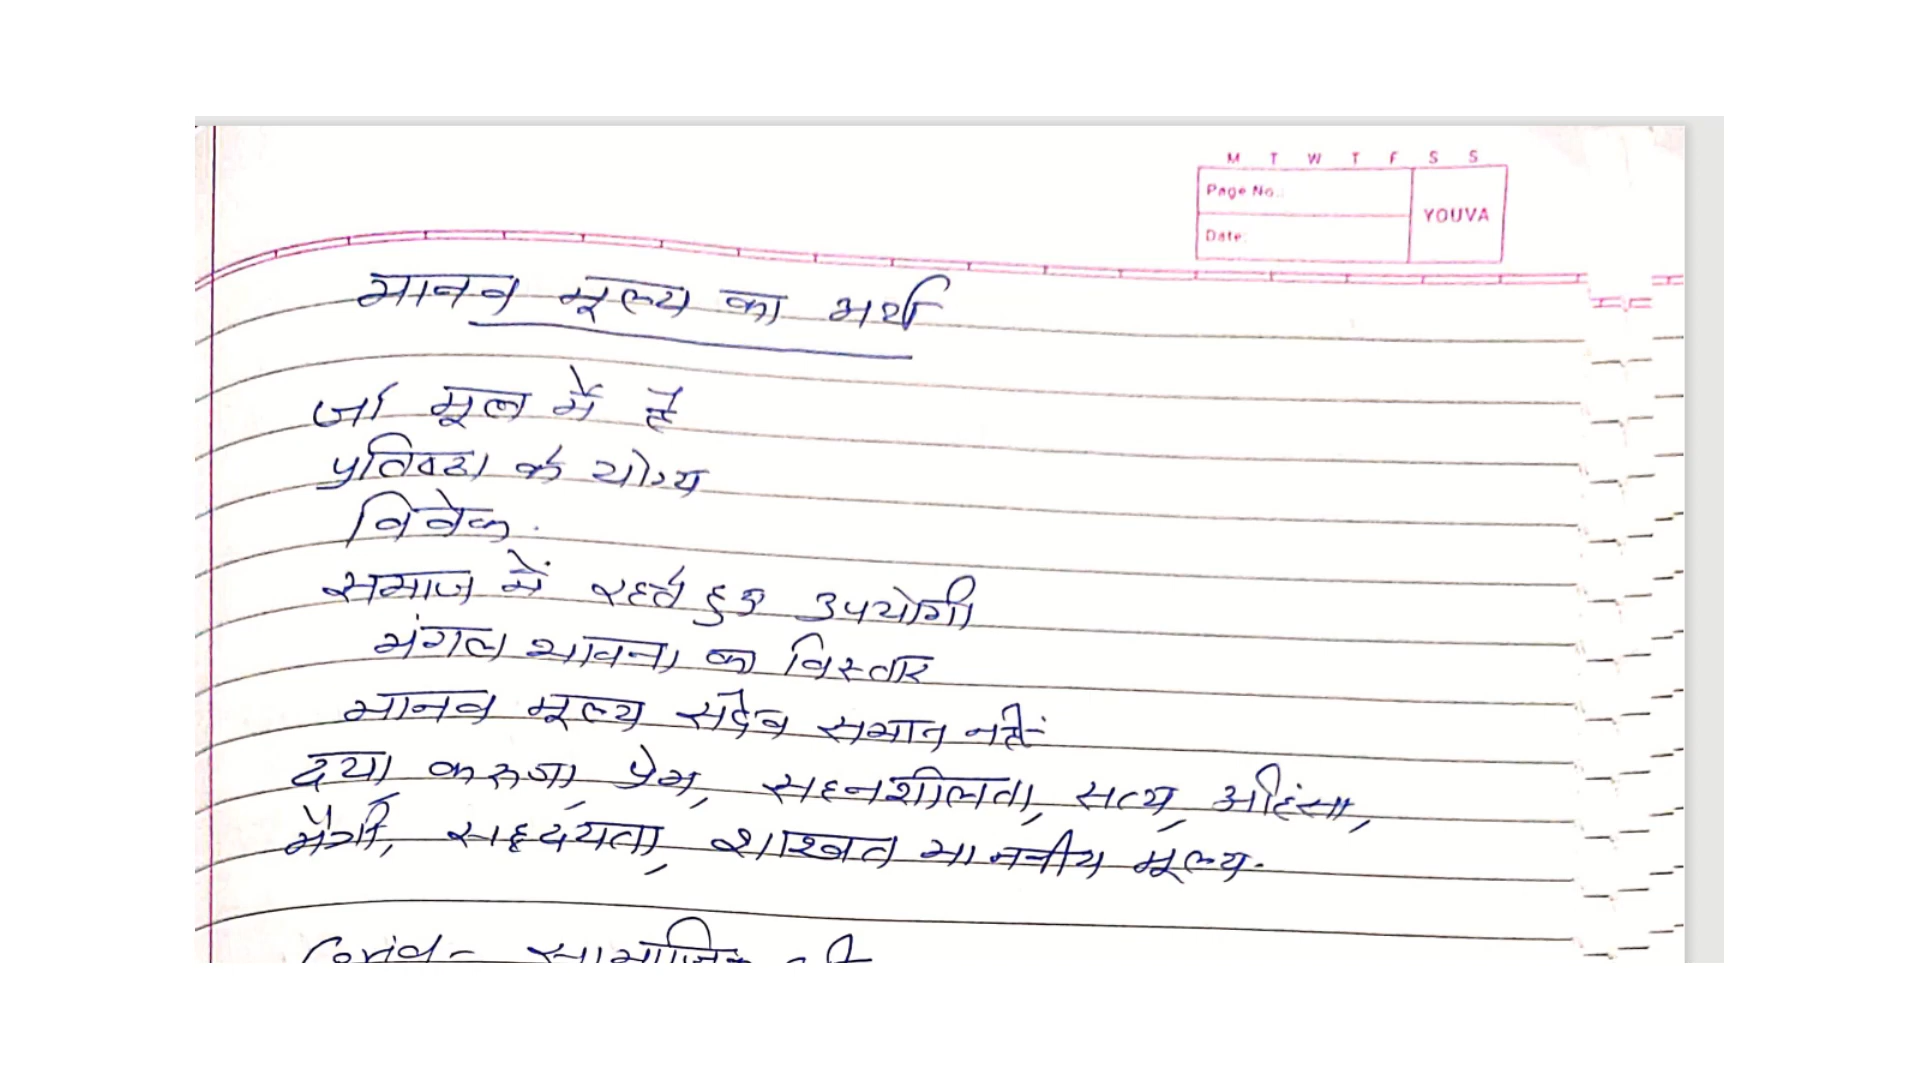 M T W T F S S
Page No.:
YOUVA
Date:
मानव मूल्य का अर्थ
जो मूल में है
प्रतिष्ठा के योग्य
विवेक.
समाज में रहते हुए उपयोगी
मंगल भावना का विस्तार
मानव मूल्य सदैव समान नहीं
दया, करूणा, प्रेम, सहनशीलता, सत्य, अहिंसा,
मैत्री, सहृदयता, शाश्वत मानवीय मूल्य.